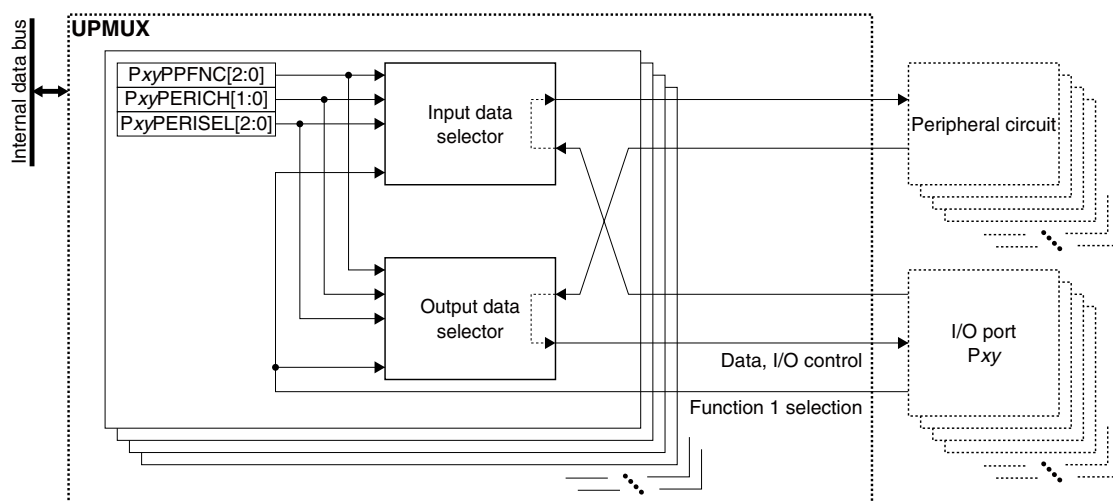 UPMUX
Internal data bus
PxyPPFNC[2:0]
PxyPERICH[1:0]
PxyPERISEL[2:0]
Input data
selector
Peripheral circuit
Output data
selector
I/O port
Pxy
Data, I/O control
Function 1 selection